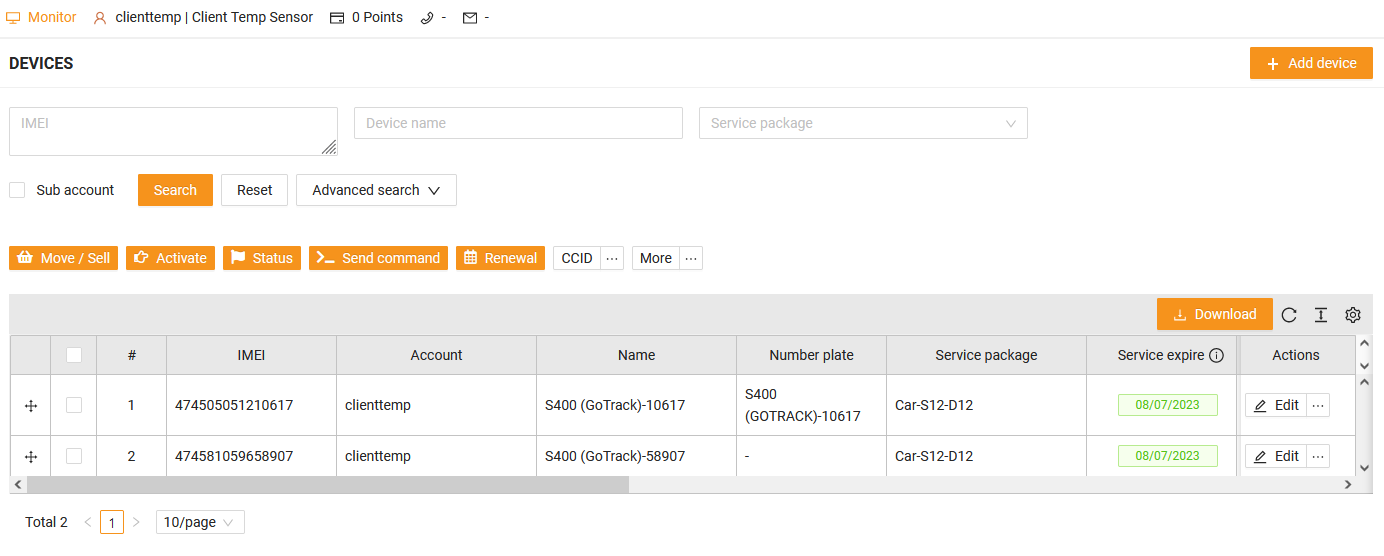 Monitor clienttemp | Client Temp Sensor 0 Points - -
DEVICES
+ Add device
IMEI Device name Service package
Sub account Search Reset Advanced search
Move / Sell Activate Status Send command Renewal CCID ··· More ···
Download
# IMEI Account Name Number plate Service package Service expire Actions
1 474505051210617 clienttemp S400 (GoTrack)-10617 S400 (GOTRACK)-10617 Car-S12-D12 08/07/2023 Edit ···
2 474581059658907 clienttemp S400 (GoTrack)-58907 - Car-S12-D12 08/07/2023 Edit ···
Total 2 < 1 > 10/page